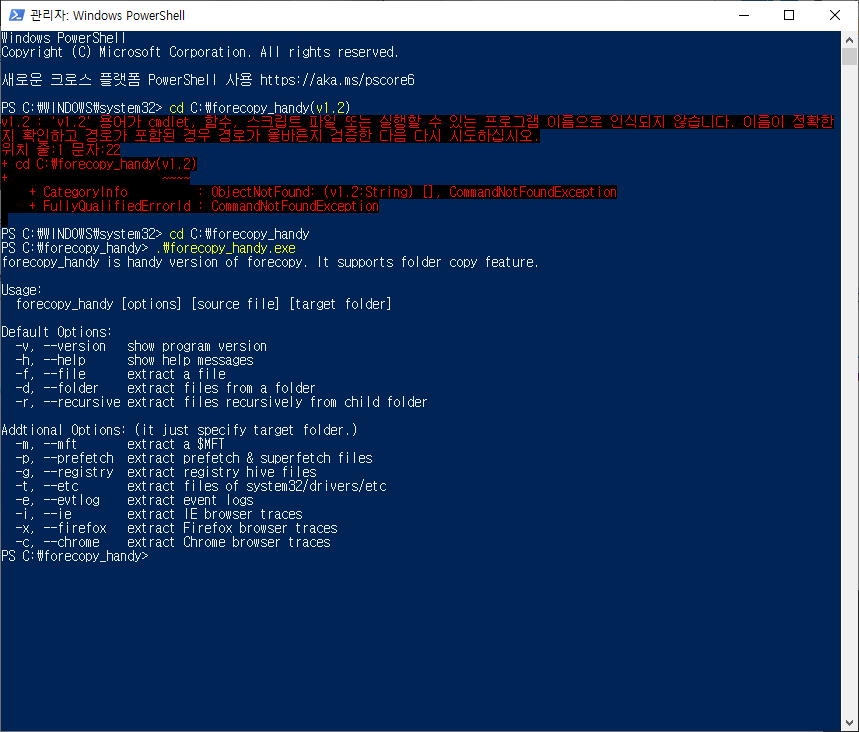 관리자: Windows PowerShell
Windows PowerShell
Copyright (C) Microsoft Corporation. All rights reserved.
새로운 크로스 플랫폼 PowerShell 사용 https://aka.ms/pscore6
PS C:₩WINDOWS₩system32> cd C:₩forecopy_handy(v1.2)
v1.2 : 'v1.2' 용어가 cmdlet, 함수, 스크립트 파일 또는 실행할 수 있는 프로그램 이름으로 인식되지 않습니다. 이름이 정확한
지 확인하고 경로가 포함된 경우 경로가 올바른지 검증한 다음 다시 시도하십시오.
위치 줄:1 문자:22
+ cd C:₩forecopy_handy(v1.2)
+                      ~~~~
    + CategoryInfo          : ObjectNotFound: (v1.2:String) [], CommandNotFoundException
    + FullyQualifiedErrorId : CommandNotFoundException
PS C:₩WINDOWS₩system32> cd C:₩forecopy_handy
PS C:₩forecopy_handy> .₩forecopy_handy.exe
forecopy_handy is handy version of forecopy. It supports folder copy feature.
Usage:
  forecopy_handy [options] [source file] [target folder]
Default Options:
  -v, --version   show program version
  -h, --help      show help messages
  -f, --file      extract a file
  -d, --folder    extract files from a folder
  -r, --recursive extract files recursively from child folder
Addtional Options: (it just specify target folder.)
  -m, --mft       extract a $MFT
  -p, --prefetch  extract prefetch & superfetch files
  -g, --registry  extract registry hive files
  -t, --etc       extract files of system32/drivers/etc
  -e, --evtlog    extract event logs
  -i, --ie        extract IE browser traces
  -x, --firefox   extract Firefox browser traces
  -c, --chrome    extract Chrome browser traces
PS C:₩forecopy_handy>